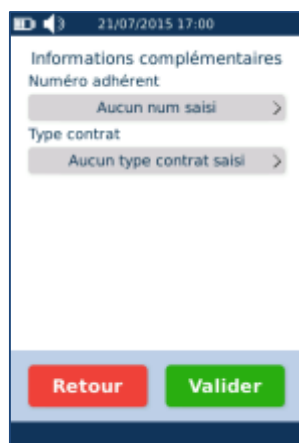 21/07/2015 17:00
Informations complémentaires
Numéro adhérent
Aucun num saisi
Type contrat
Aucun type contrat saisi
Retour Valider